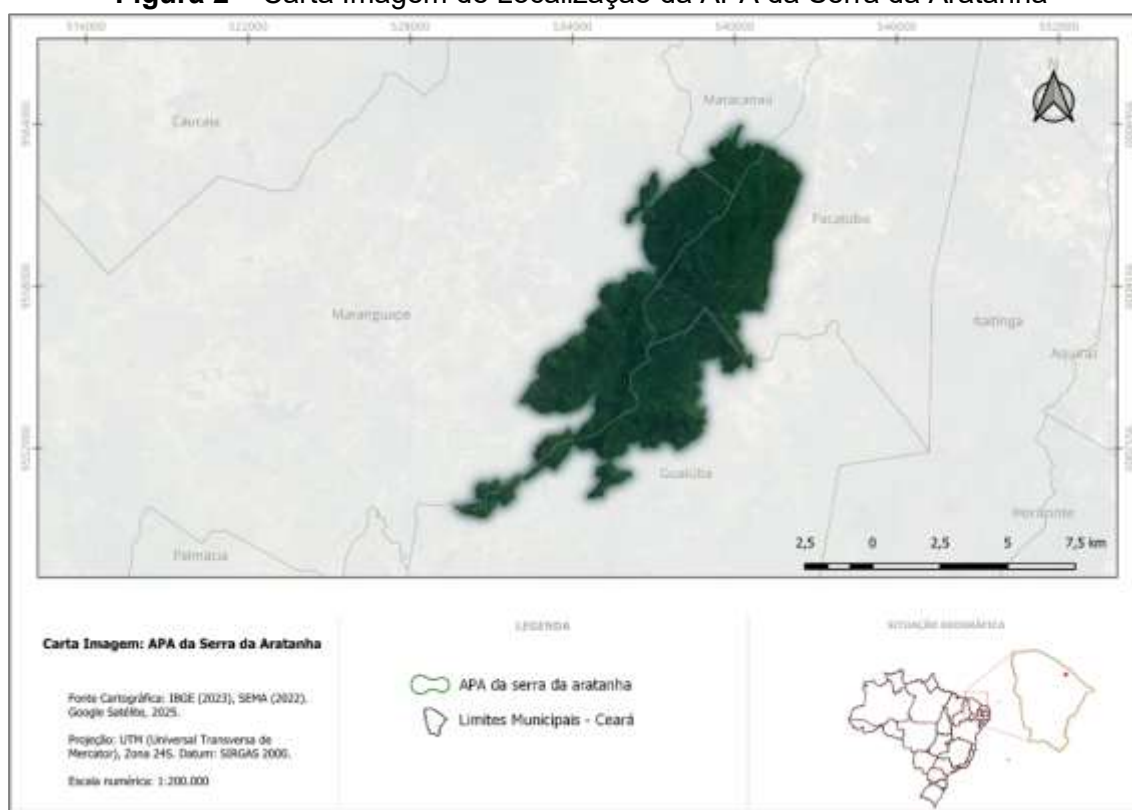 Figura 2 – Carta Imagem de Localização da APA da Serra da Aratanha
516000 522000 528000 534000 540000 546000 552000
N
Maracanaú
Caucaia
Pacatuba
Maranguape
Itaitinga
Aquiraz
Guaiúba
Horizonte
Palmácia
2,5 0 2,5 5 7,5 km
9564000
9558000
9552000
Carta Imagem: APA da Serra da Aratanha
Fonte Cartográfica: IBGE (2023), SEMA (2022).
Google Satélite, 2025.
Projeção: UTM (Universal Transversa de
Mercator), Zona 24S. Datum: SIRGAS 2000.
Escala numérica: 1:200.000
LEGENDA
APA da serra da aratanha
Limites Municipais - Ceará
SITUAÇÃO GEOGRÁFICA